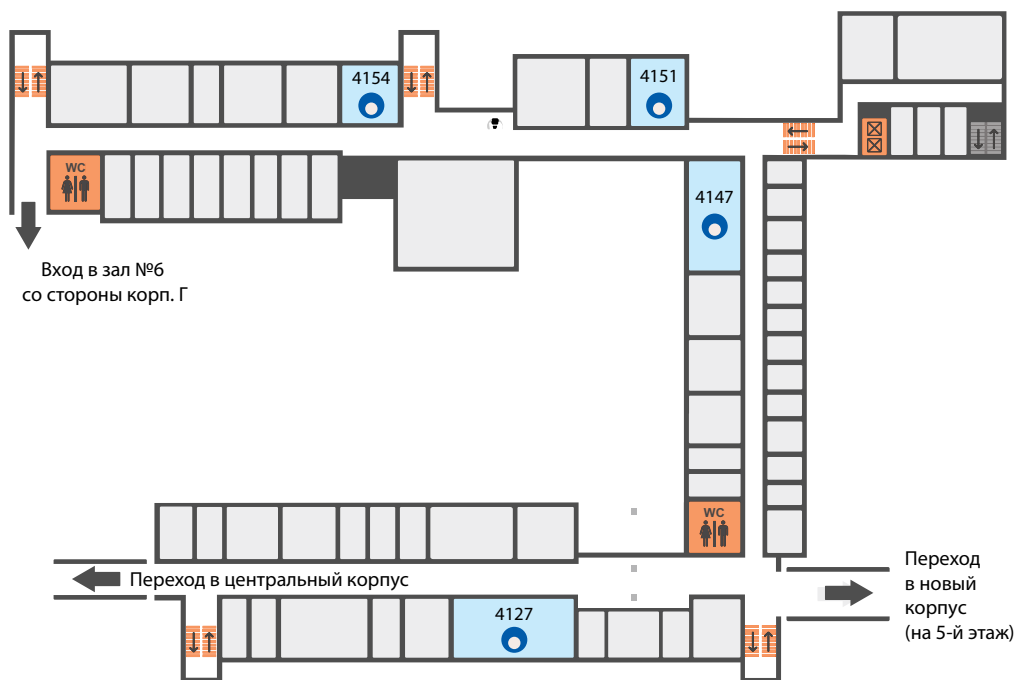 4154
4151
WC
4147
Вход в зал №6
со стороны корп. Г
WC
Переход в центральный корпус
Переход
в новый
корпус
(на 5-й этаж)
4127